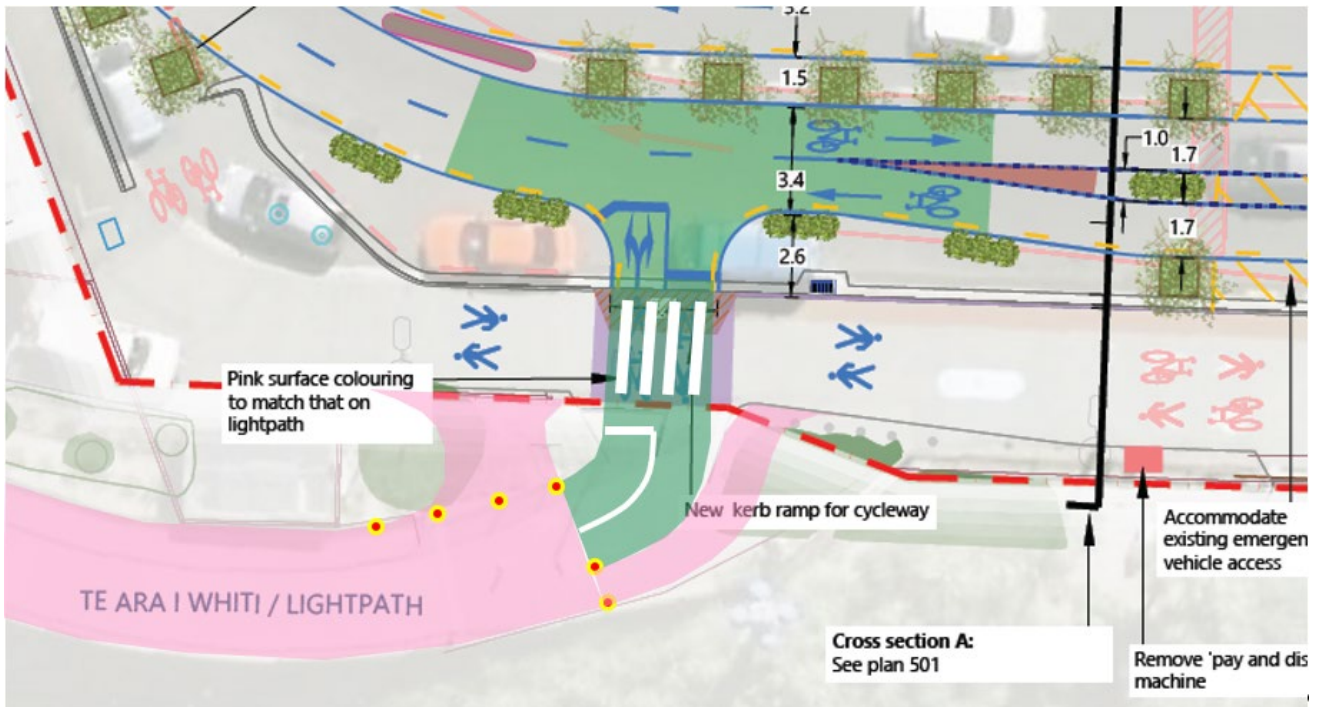 3.2
1.5
1.0
1.7
3.4
1.7
2.6
Pink surface colouring
to match that on
lightpath
New kerb ramp for cycleway
Accommodate
existing emergen
vehicle access
TE ARA I WHITI / LIGHTPATH
Cross section A:
See plan 501
Remove 'pay and dis
machine